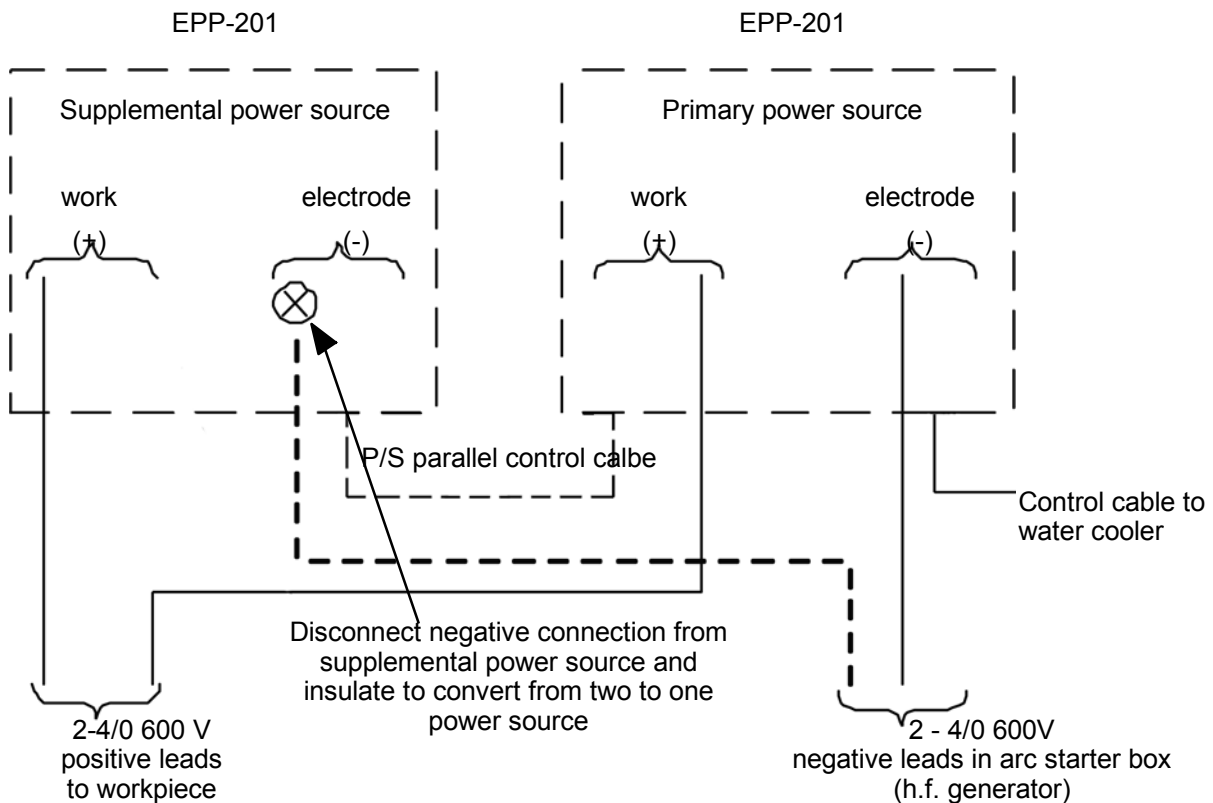 EPP-201
EPP-201
Supplemental power source
Primary power source
work
electrode
work
electrode
(+)
(-)
(+)
(-)
P/S parallel control calbe
Control cable to
water cooler
Disconnect negative connection from
supplemental power source and
insulate to convert from two to one
power source
2-4/0 600 V
positive leads
to workpiece
2 - 4/0 600V
negative leads in arc starter box
(h.f. generator)